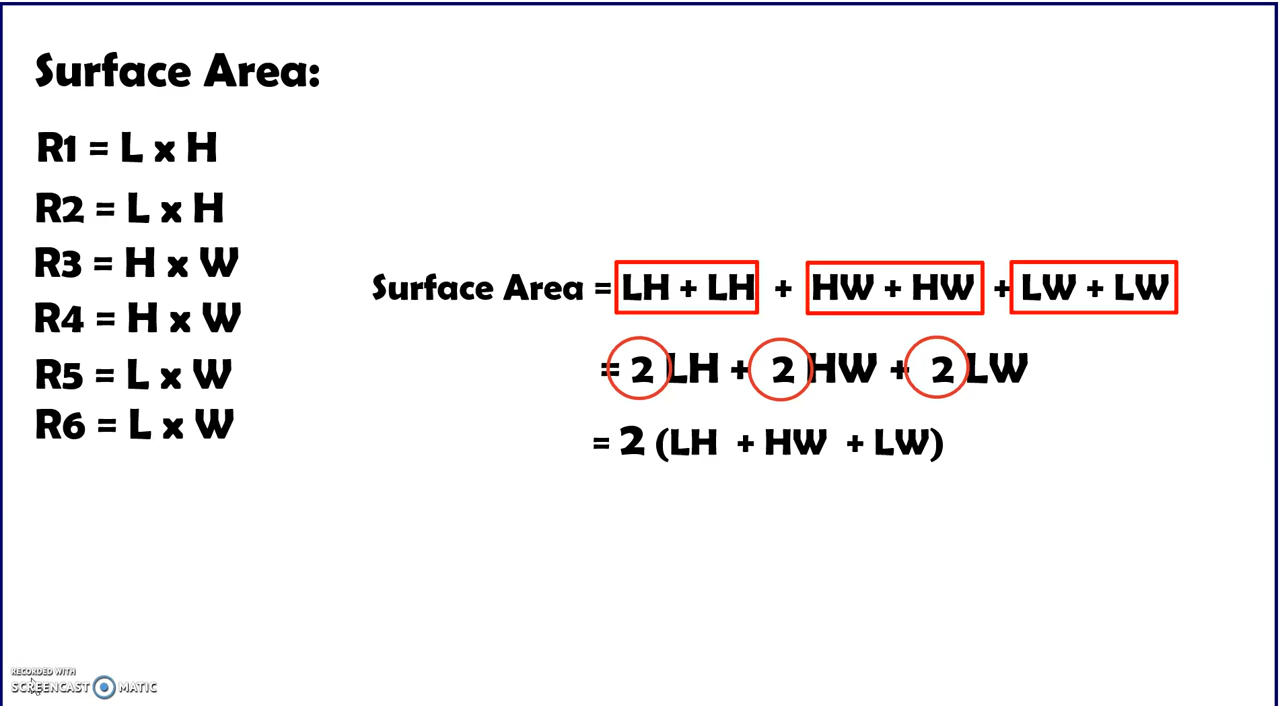 Surface Area:
R1 = L x H
R2 = L x H
R3 = H x W
R4 = H x W
R5 = L x W
R6 = L x W
Surface Area = LH + LH + HW + HW + LW + LW
= 2 LH + 2 HW + 2 LW
= 2 (LH + HW + LW)
RECORDED WITH
SCREENCAST MATIC